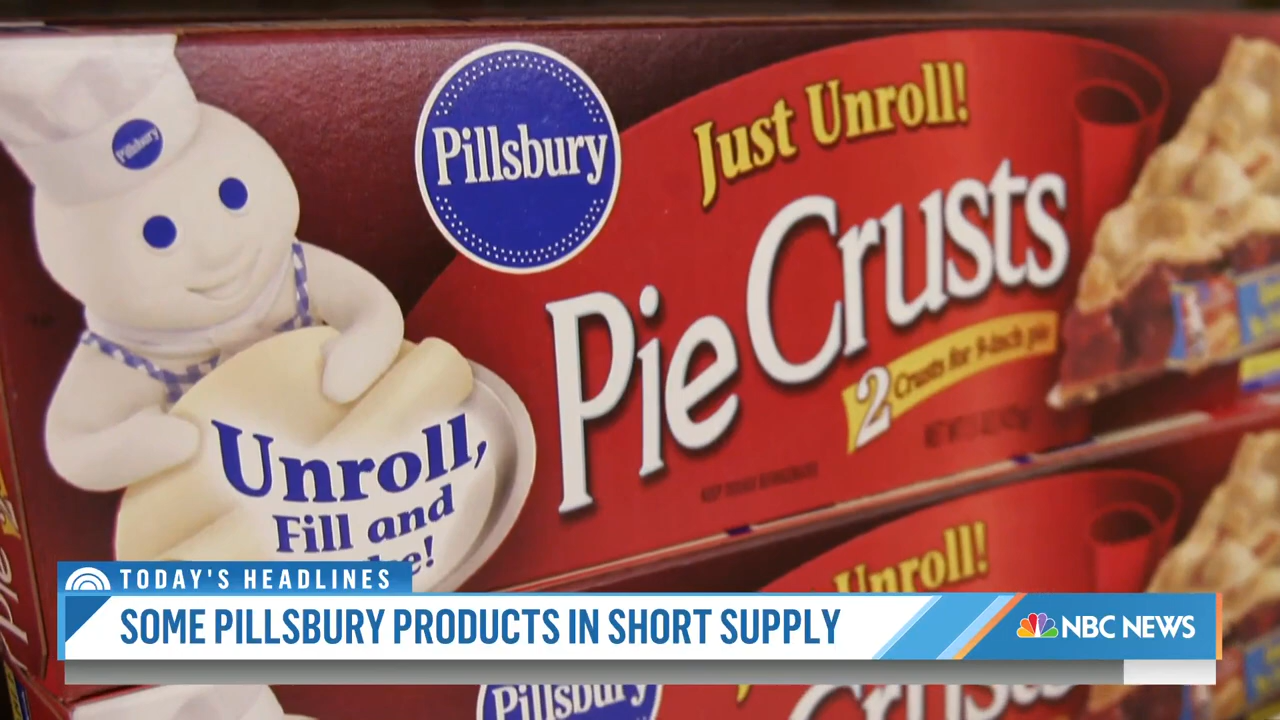 Pillsbury
Pillsbury
Just Unroll!
Pie Crusts
2 Crusts for 9-inch pie
Unroll,
Fill and
Unroll!
TODAY'S HEADLINES
SOME PILLSBURY PRODUCTS IN SHORT SUPPLY
NBC NEWS
Pillsbury
Crusts